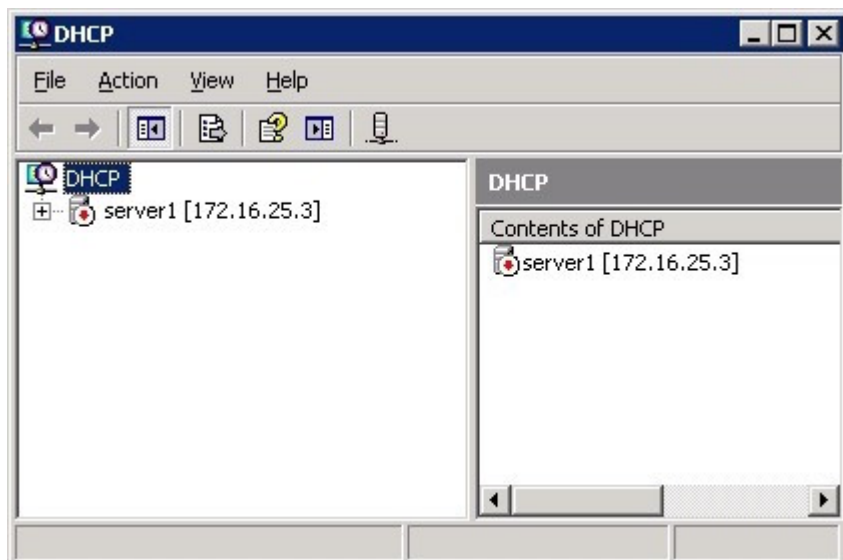 DHCP
File Action View Help
DHCP
server1 [172.16.25.3]
DHCP
Contents of DHCP
server1 [172.16.25.3]